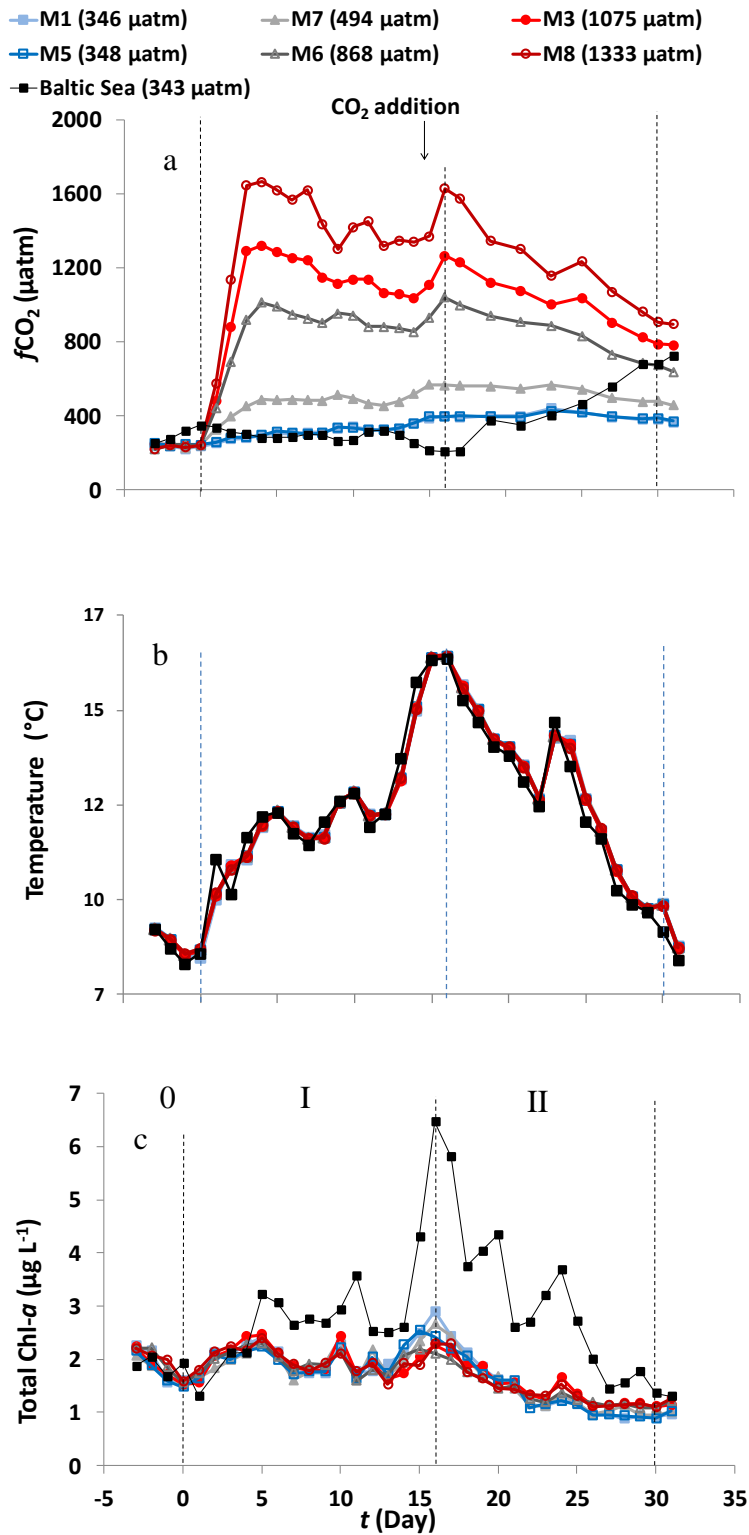 M1 (346 µatm) M7 (494 µatm) M3 (1075 µatm)
M5 (348 µatm) M6 (868 µatm) M8 (1333 µatm)
Baltic Sea (343 µatm)
CO₂ addition
a
2000
1600
1200
800
400
0
fCO₂ (µatm)
b
17
15
12
10
7
Temperature (°C)
0 I II
c
7
6
5
4
3
2
1
0
Total Chl-a (µg L⁻¹)
-5 0 5 10 15 20 25 30 35
t (Day)